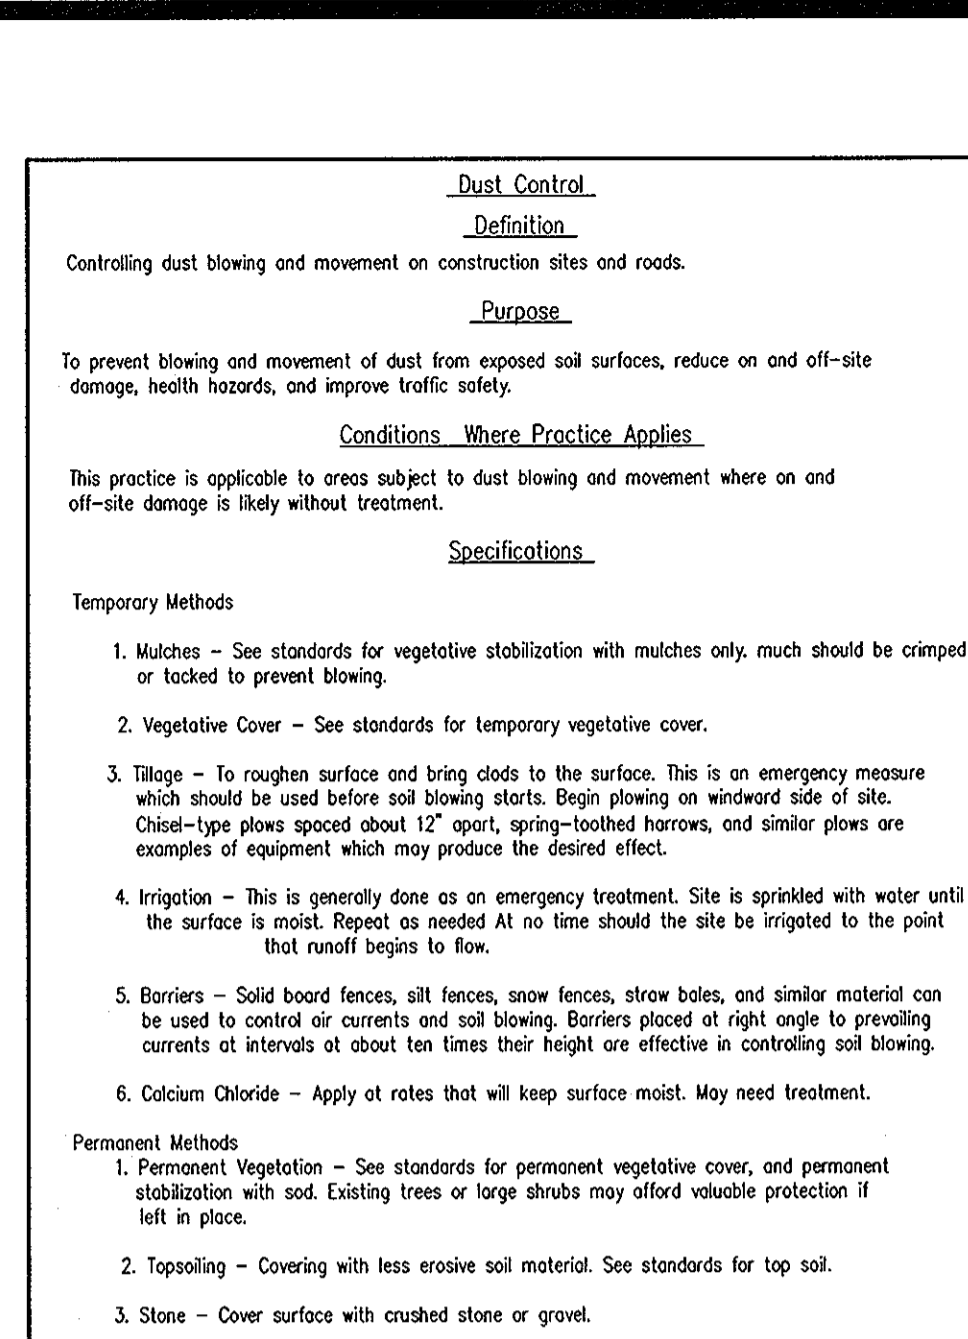 Dust Control
Definition
Controlling dust blowing and movement on construction sites and roads.
Purpose
To prevent blowing and movement of dust from exposed soil surfaces, reduce on and off-site
damage, health hazards, and improve traffic safety.
Conditions Where Practice Applies
This practice is applicable to areas subject to dust blowing and movement where on and
off-site damage is likely without treatment.
Specifications
Temporary Methods
1. Mulches - See standards for vegetative stabilization with mulches only. much should be crimped
or tacked to prevent blowing.
2. Vegetative Cover - See standards for temporary vegetative cover.
3. Tillage - To roughen surface and bring clods to the surface. This is an emergency measure
which should be used before soil blowing starts. Begin plowing on windward side of site.
Chisel-type plows spaced about 12" apart, spring-toothed harrows, and similar plows are
examples of equipment which may produce the desired effect.
4. Irrigation - This is generally done as an emergency treatment. Site is sprinkled with water until
the surface is moist. Repeat as needed At no time should the site be irrigated to the point
that runoff begins to flow.
5. Barriers - Solid board fences, silt fences, snow fences, straw bales, and similar material can
be used to control air currents and soil blowing. Barriers placed at right angle to prevailing
currents at intervals at about ten times their height are effective in controlling soil blowing.
6. Calcium Chloride - Apply at rates that will keep surface moist. May need treatment.
Permanent Methods
1. Permanent Vegetation - See standards for permanent vegetative cover, and permanent
stabilization with sod. Existing trees or large shrubs may afford valuable protection if
left in place.
2. Topsoiling - Covering with less erosive soil material. See standards for top soil.
3. Stone - Cover surface with crushed stone or gravel.